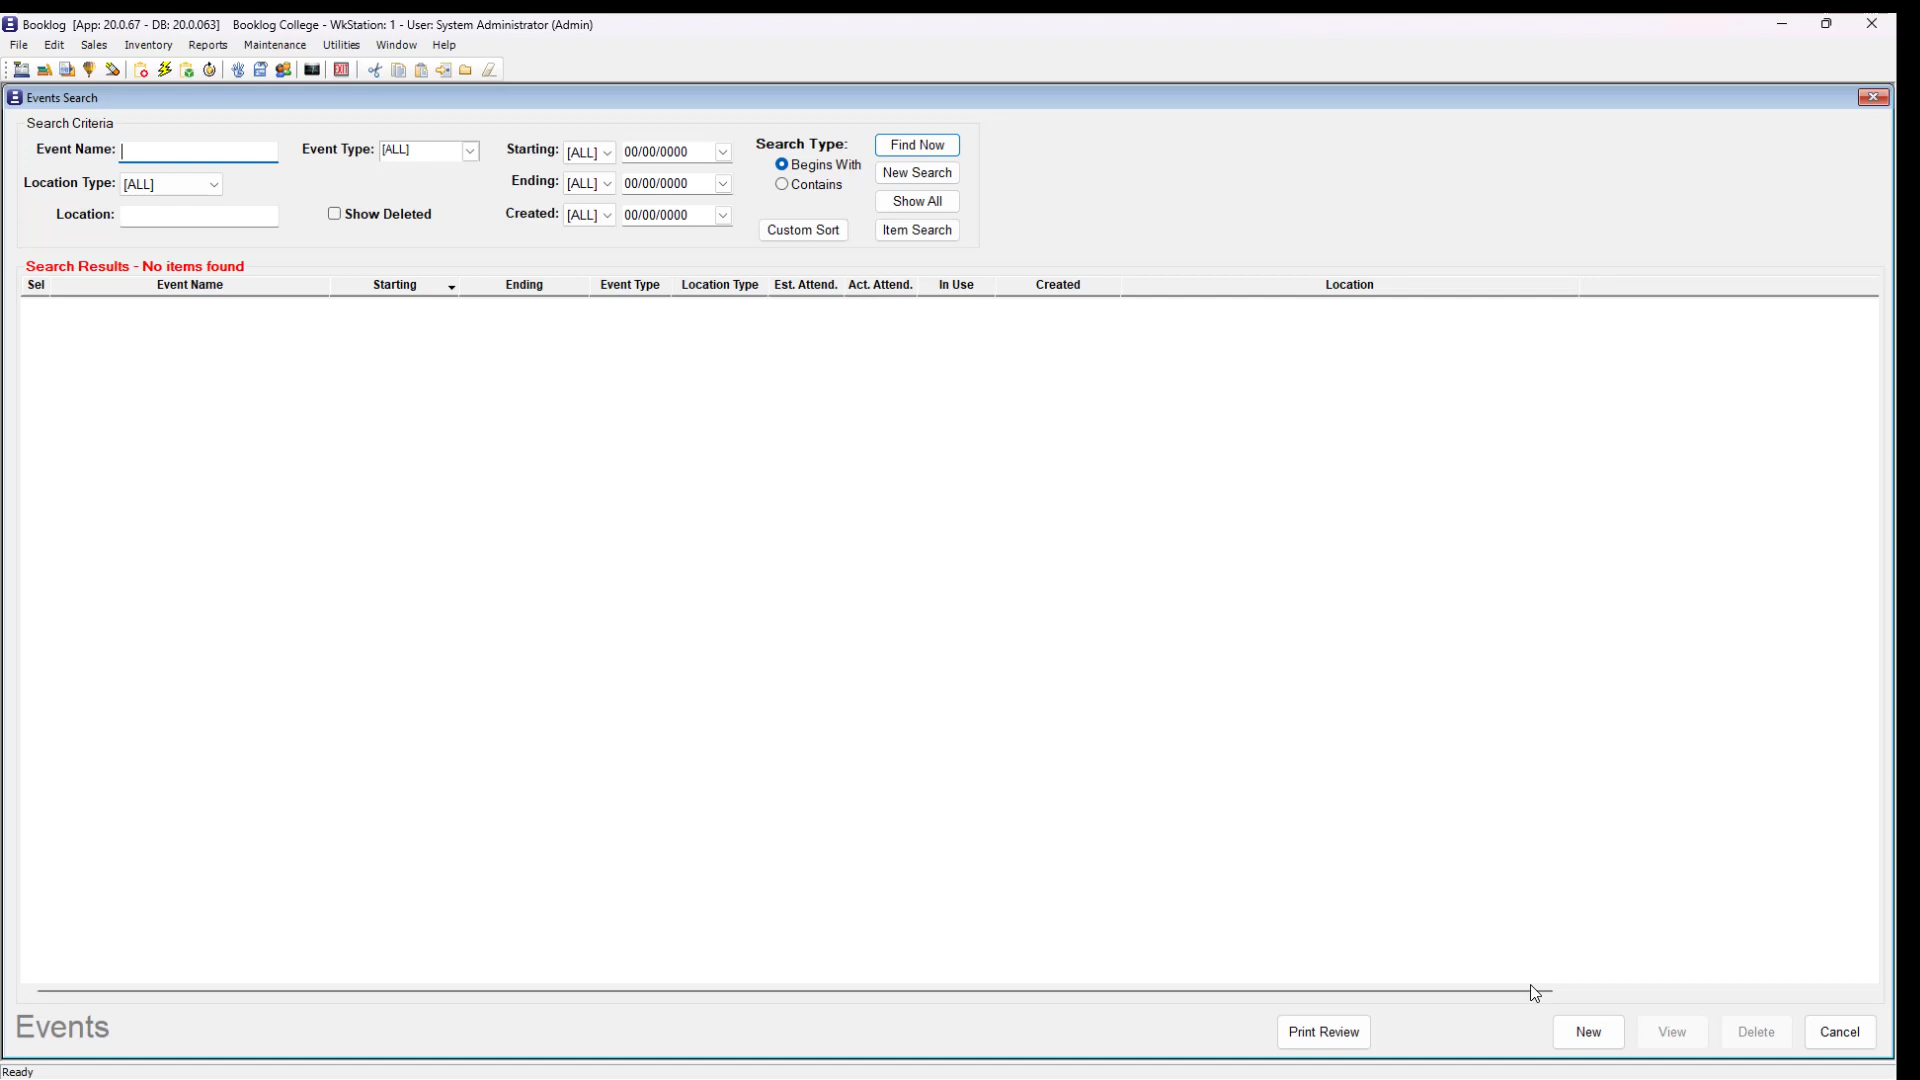 Booklog [App: 20.0.67 - DB: 20.0.063] Booklog College - WkStation: 1 - User: System Administrator (Admin)
File Edit Sales Inventory Reports Maintenance Utilities Window Help
Events Search
Search Criteria
Event Name: Event Type: [ALL] Starting: [ALL] 00/00/0000 Search Type: Find Now
Begins With
Location Type: [ALL] Ending: [ALL] 00/00/0000 Contains New Search
Location: Show Deleted Created: [ALL] 00/00/0000 Show All
Custom Sort Item Search
Search Results - No items found
Sel Event Name Starting Ending Event Type Location Type Est. Attend. Act. Attend. In Use Created Location
Events Print Review New View Delete Cancel
Ready